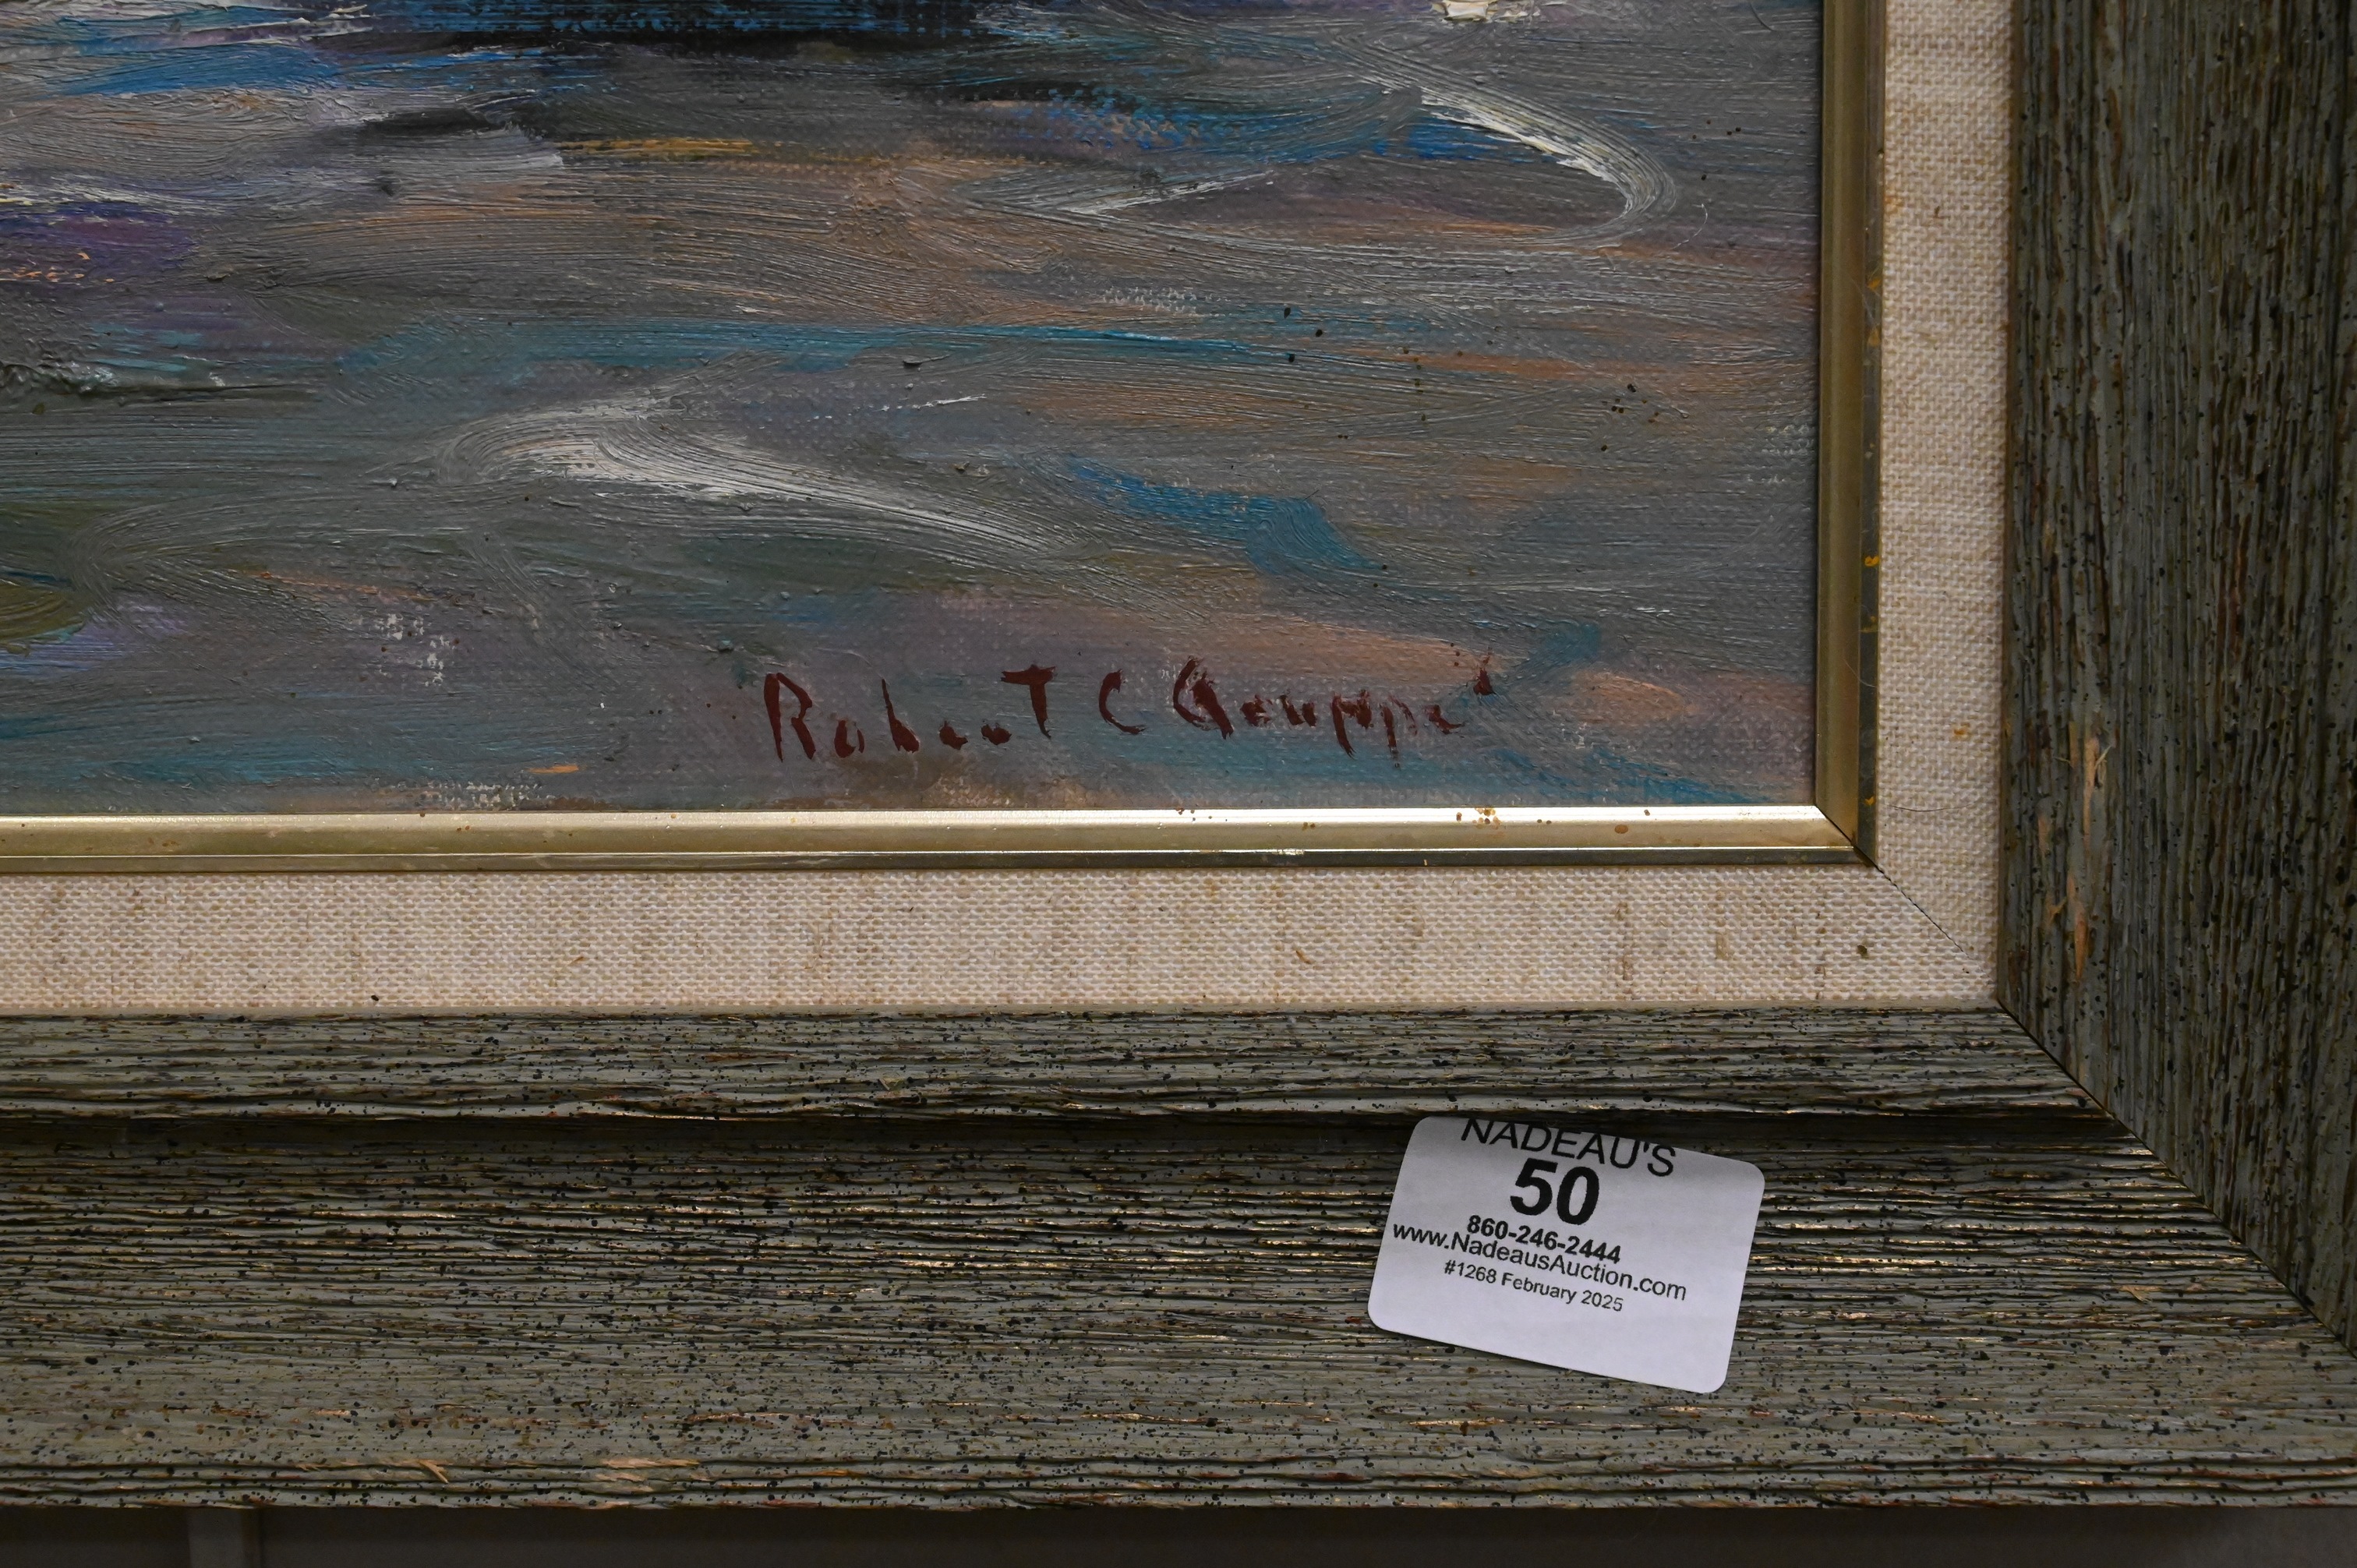 Robert C Gruppe'
NADEAU'S
50
860-246-2444
www.NadeausAuction.com
#1268 February 2025